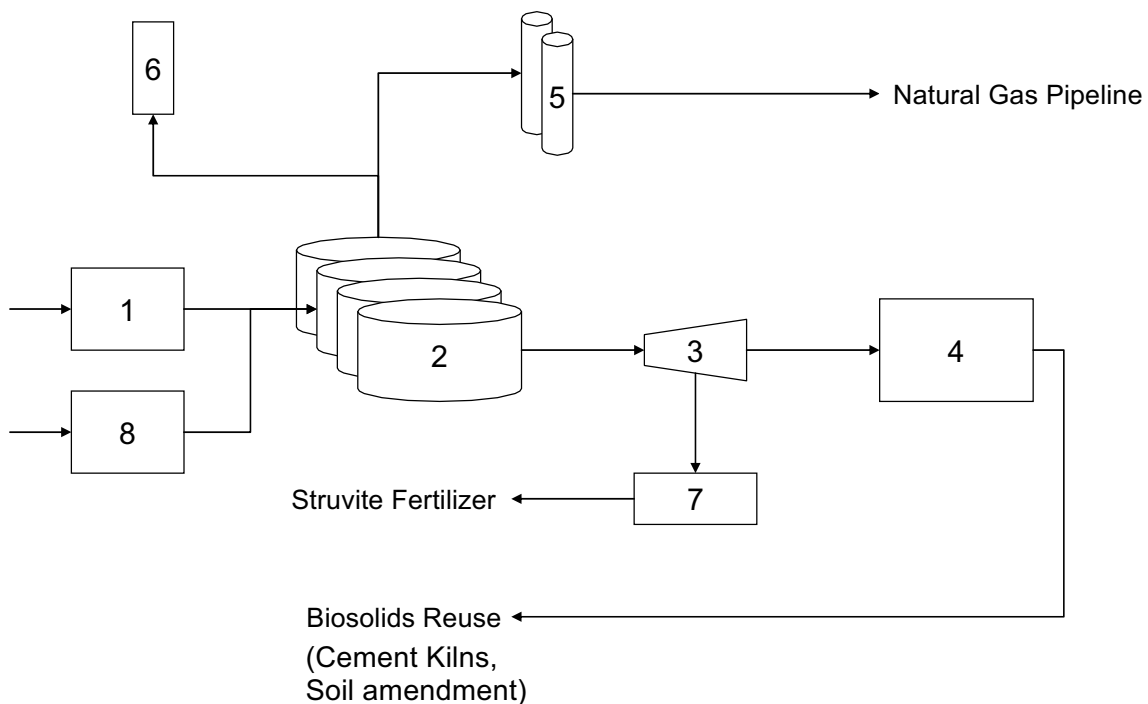 6
5
Natural Gas Pipeline
1
2
3
4
8
7
Struvite Fertilizer
Biosolids Reuse
(Cement Kilns,
Soil amendment)